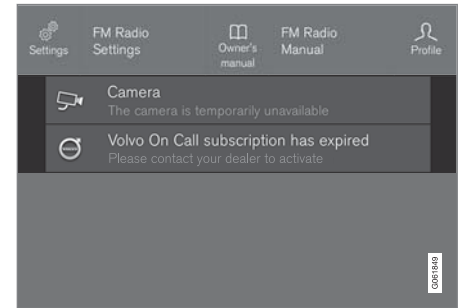 Settings
FM Radio
Settings
Owner's
manual
FM Radio
Manual
Profile
Camera
The camera is temporarily unavailable
Volvo On Call subscription has expired
Please contact your dealer to activate
G061849